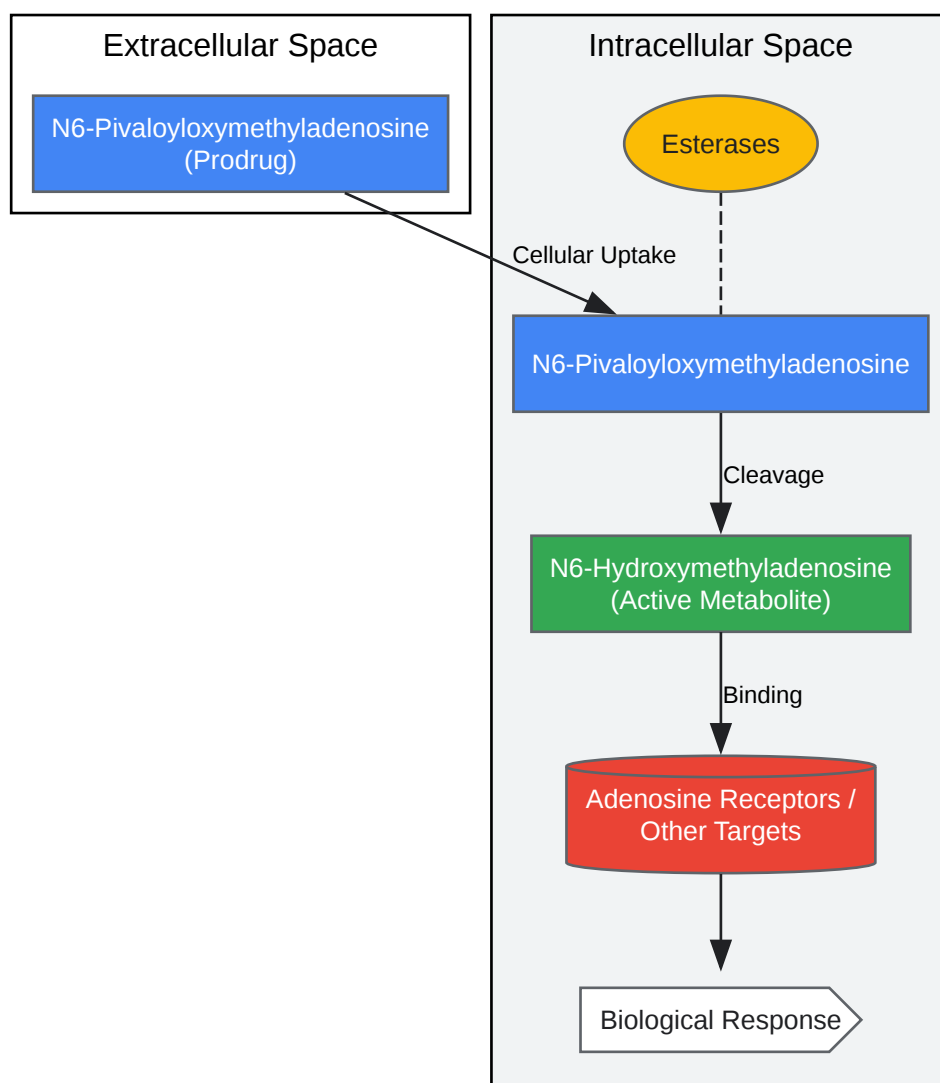 Extracellular Space
N6-Pivaloyloxymethyladenosine
(Prodrug)
Intracellular Space
Esterases
Cellular Uptake
N6-Pivaloyloxymethyladenosine
Cleavage
N6-Hydroxymethyladenosine
(Active Metabolite)
Binding
Adenosine Receptors /
Other Targets
Biological Response